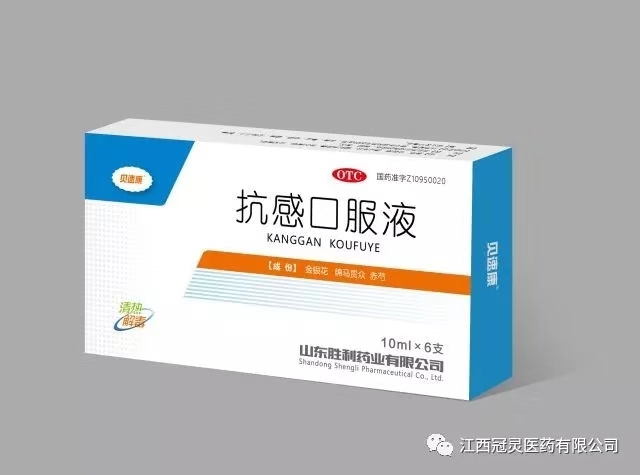 贝速康
OTC
国药准字Z10950020
抗感口服液
KANGGAN KOUFUYE
【成份】 金银花 绵马贯众 赤芍
清热
解毒
10ml×6支
山东胜利药业有限公司
Shandong Shengli Pharmaceutical Co., Ltd.
贝速康
江西冠灵医药有限公司